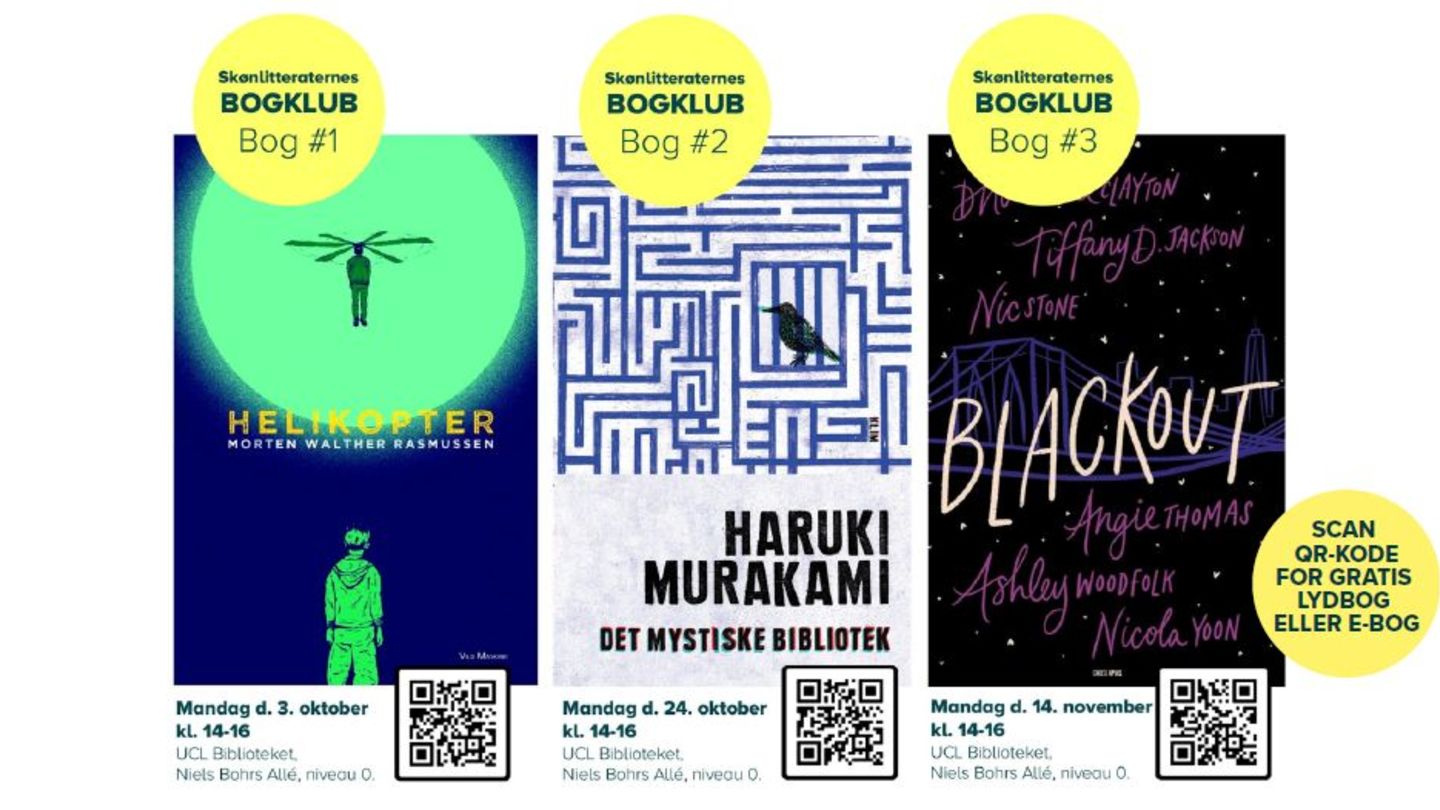 Skønlitteraternes
BOGKLUB
Bog #1
HELIKOPTER
MORTEN WALTHER RASMUSSEN
Mandag d. 3. oktober
kl. 14-16
UCL Biblioteket,
Niels Bohrs Allé, niveau 0.
Skønlitteraternes
BOGKLUB
Bog #2
KLIM
HARUKI
MURAKAMI
DET MYSTISKE BIBLIOTEK
Mandag d. 24. oktober
kl. 14-16
UCL Biblioteket,
Niels Bohrs Allé, niveau 0.
Skønlitteraternes
BOGKLUB
Bog #3
CLAYTON
Tiffany D. JACKSON
Nic STONE
BLACKOUT
Angie THOMAS
Ashley WOODFOLK
Nicola YOON
Mandag d. 14. november
kl. 14-16
UCL Biblioteket,
Niels Bohrs Allé, niveau 0.
SCAN
QR-KODE
FOR GRATIS
LYDBOG
ELLER E-BOG